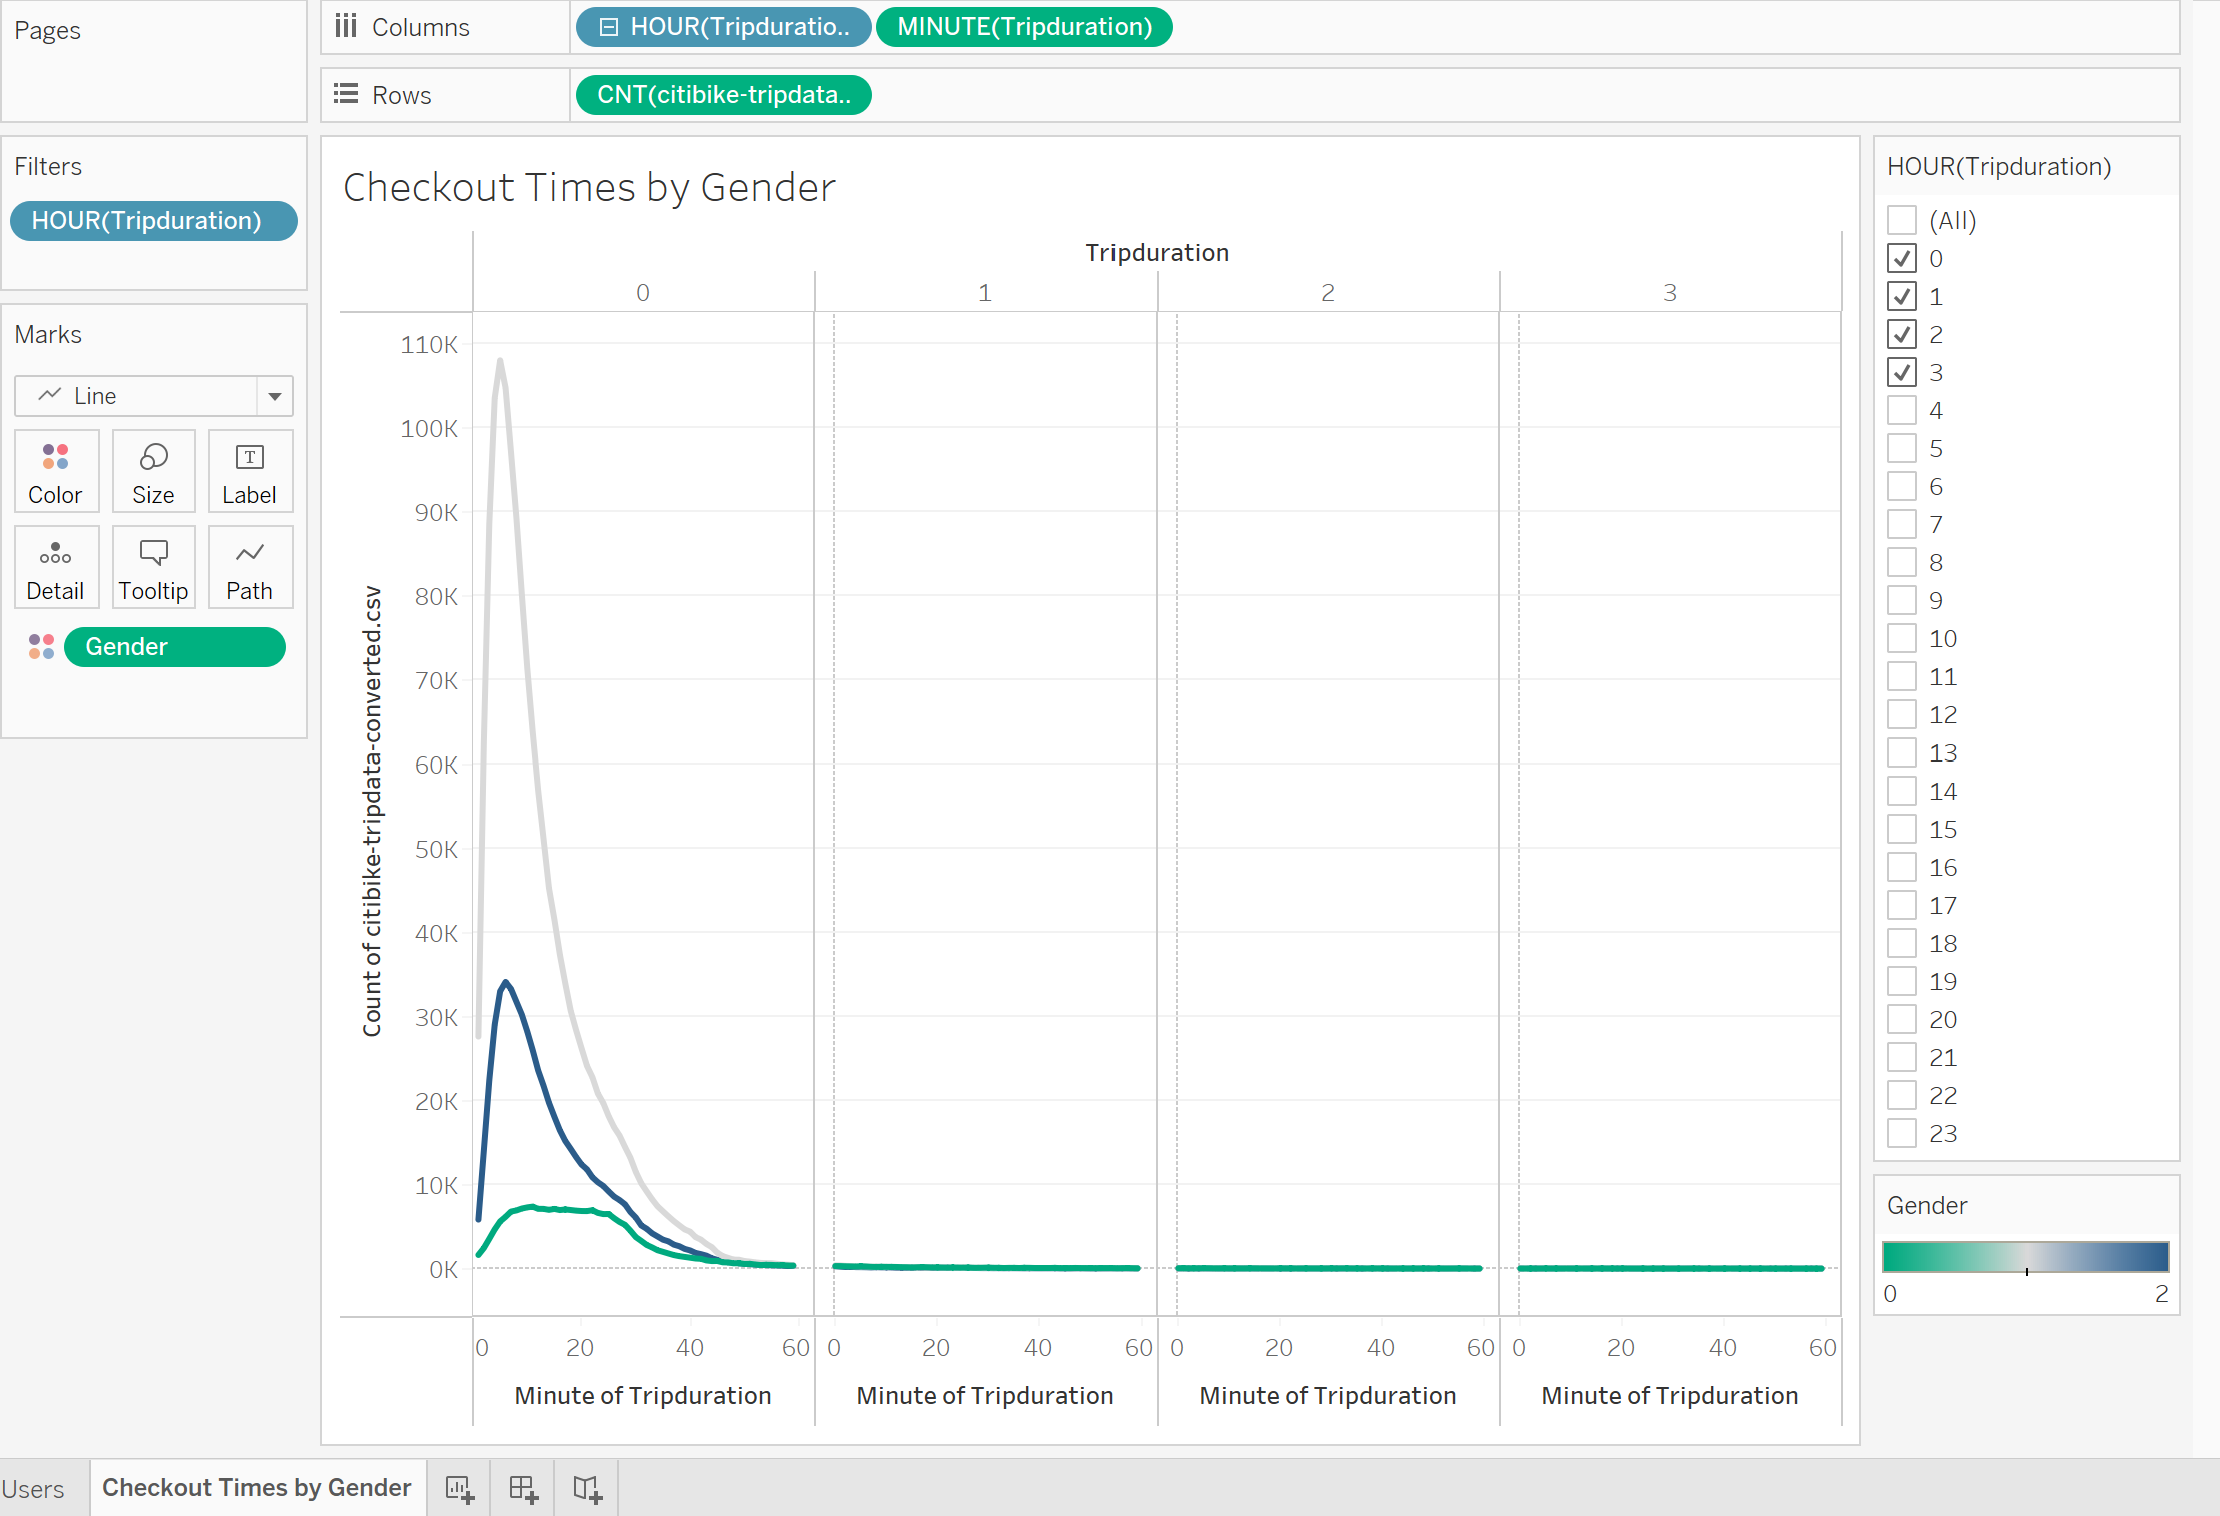 Pages
Columns
HOUR(Tripduratio..
MINUTE(Tripduration)
Rows
CNT(citibike-tripdata..
Filters
HOUR(Tripduration)
Marks
Line
Color
Size
Label
Detail
Tooltip
Path
Gender
Checkout Times by Gender
Tripduration
0
1
2
3
110K
100K
90K
80K
70K
60K
50K
40K
30K
20K
10K
0K
Count of citibike-tripdata-converted.csv
0 20 40 60
0 20 40 60
0 20 40 60
0 20 40 60
Minute of Tripduration
Minute of Tripduration
Minute of Tripduration
Minute of Tripduration
HOUR(Tripduration)
(All)
0
1
2
3
4
5
6
7
8
9
10
11
12
13
14
15
16
17
18
19
20
21
22
23
Gender
0
2
Users
Checkout Times by Gender